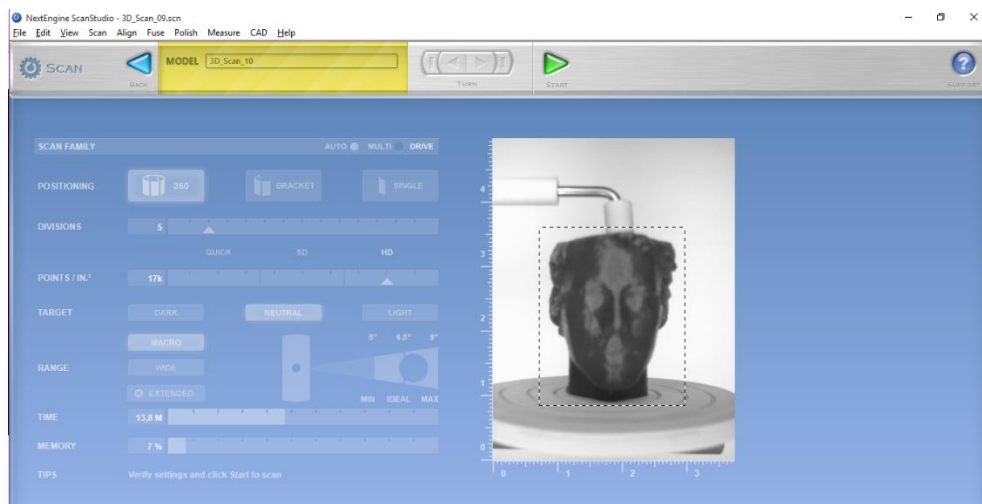 NextEngine ScanStudio - 3D_Scan_09.scn
File Edit View Scan Align Fuse Polish Measure CAD Help
SCAN
BACK
MODEL 3D_Scan_10
TURN
START
SUPPORT
SCAN FAMILY AUTO MULTI DRIVE
POSITIONING 360 BRACKET SINGLE
DIVISIONS 5
QUICK SD HD
POINTS / IN.² 17k
TARGET DARK NEUTRAL LIGHT
MACRO 5" 6.5" 9"
RANGE WIDE
EXTENDED MIN IDEAL MAX
TIME 13,0 M
MEMORY 7 %
TIPS Verify settings and click Start to scan
4
3
2
1
0
0 1 2 3